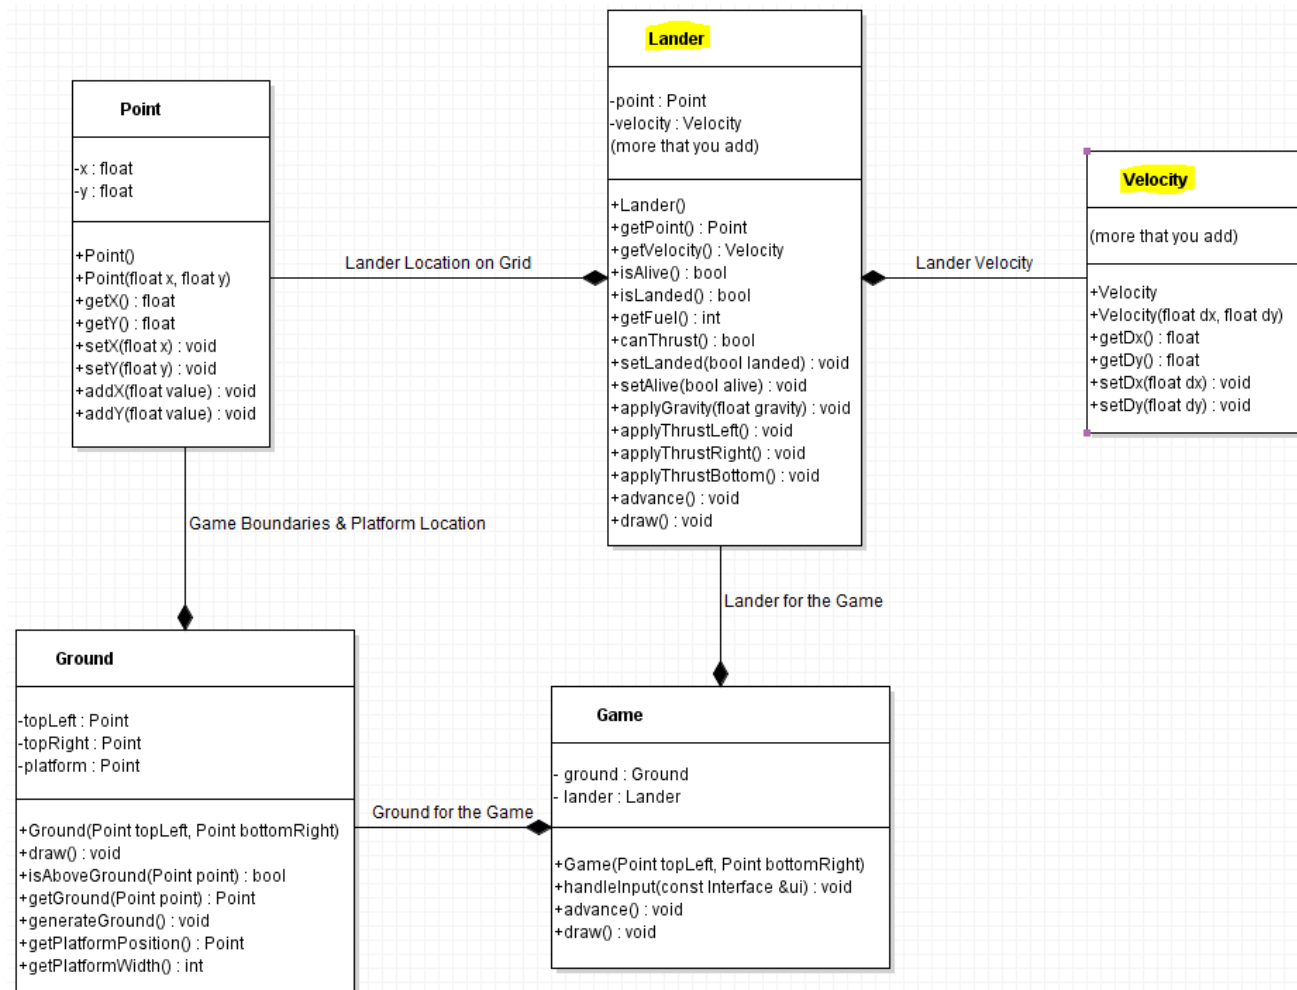 Lander
-point : Point
-velocity : Velocity
(more that you add)
+Lander()
+getPoint() : Point
+getVelocity() : Velocity
+isAlive() : bool
+isLanded() : bool
+getFuel() : int
+canThrust() : bool
+setLanded(bool landed) : void
+setAlive(bool alive) : void
+applyGravity(float gravity) : void
+applyThrustLeft() : void
+applyThrustRight() : void
+applyThrustBottom() : void
+advance() : void
+draw() : void
Point
-x : float
-y : float
+Point()
+Point(float x, float y)
+getX() : float
+getY() : float
+setX(float x) : void
+setY(float y) : void
+addX(float value) : void
+addY(float value) : void
Lander Location on Grid
Lander Velocity
Velocity
(more that you add)
+Velocity
+Velocity(float dx, float dy)
+getDx() : float
+getDy() : float
+setDx(float dx) : void
+setDy(float dy) : void
Game Boundaries & Platform Location
Lander for the Game
Ground
-topLeft : Point
-topRight : Point
-platform : Point
+Ground(Point topLeft, Point bottomRight)
+draw() : void
+isAboveGround(Point point) : bool
+getGround(Point point) : Point
+generateGround() : void
+getPlatformPosition() : Point
+getPlatformWidth() : int
Ground for the Game
Game
- ground : Ground
- lander : Lander
+Game(Point topLeft, Point bottomRight)
+handleInput(const Interface &ui) : void
+advance() : void
+draw() : void